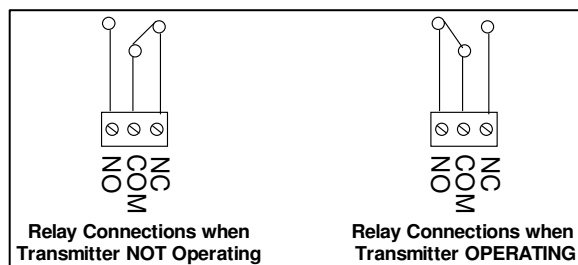 NO COM NC
Relay Connections when
Transmitter NOT Operating
NO COM NC
Relay Connections when
Transmitter OPERATING